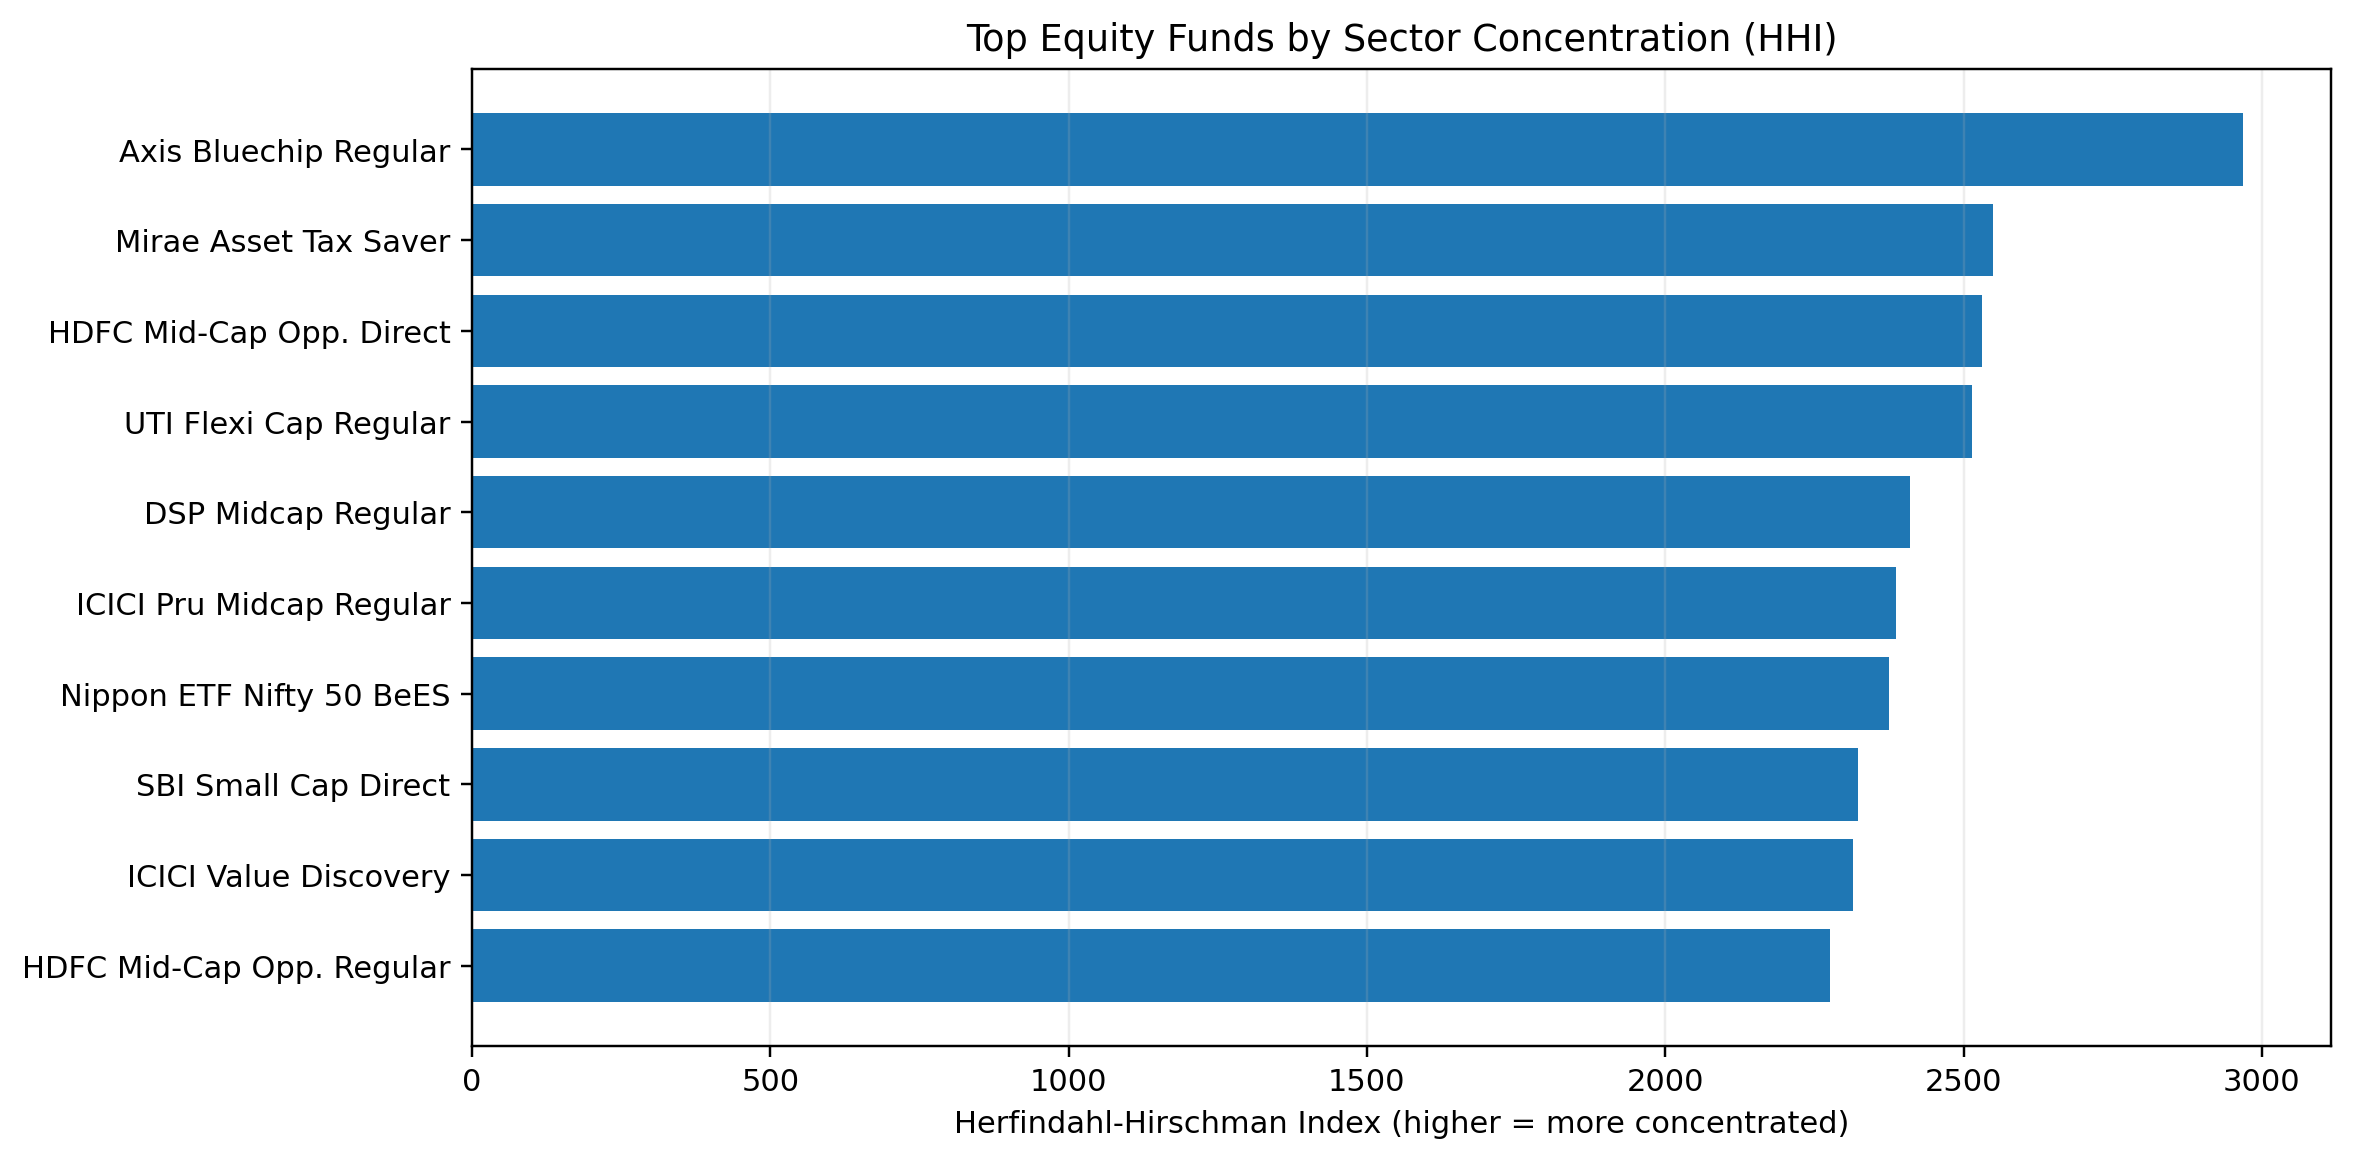 Top Equity Funds by Sector Concentration (HHI)
Axis Bluechip Regular
Mirae Asset Tax Saver
HDFC Mid-Cap Opp. Direct
UTI Flexi Cap Regular
DSP Midcap Regular
ICICI Pru Midcap Regular
Nippon ETF Nifty 50 BeES
SBI Small Cap Direct
ICICI Value Discovery
HDFC Mid-Cap Opp. Regular
0 500 1000 1500 2000 2500 3000
Herfindahl-Hirschman Index (higher = more concentrated)